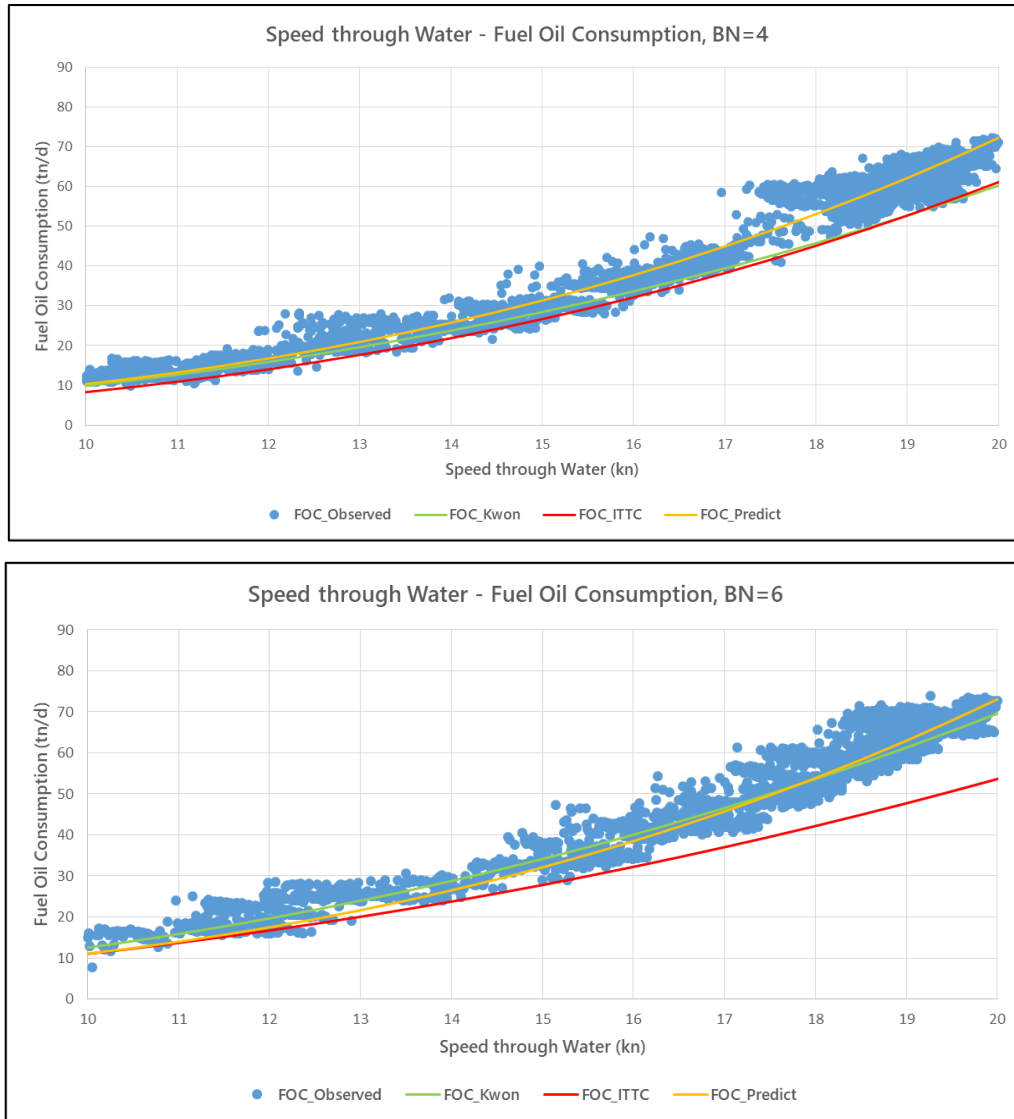 Speed through Water - Fuel Oil Consumption, BN=4
90
80
70
60
50
40
30
20
10
0
Fuel Oil Consumption (tn/d)
10 11 12 13 14 15 16 17 18 19 20
Speed through Water (kn)
FOC_Observed FOC_Kwon FOC_ITTC FOC_Predict
Speed through Water - Fuel Oil Consumption, BN=6
90
80
70
60
50
40
30
20
10
0
Fuel Oil Consumption (tn/d)
10 11 12 13 14 15 16 17 18 19 20
Speed through Water (kn)
FOC_Observed FOC_Kwon FOC_ITTC FOC_Predict